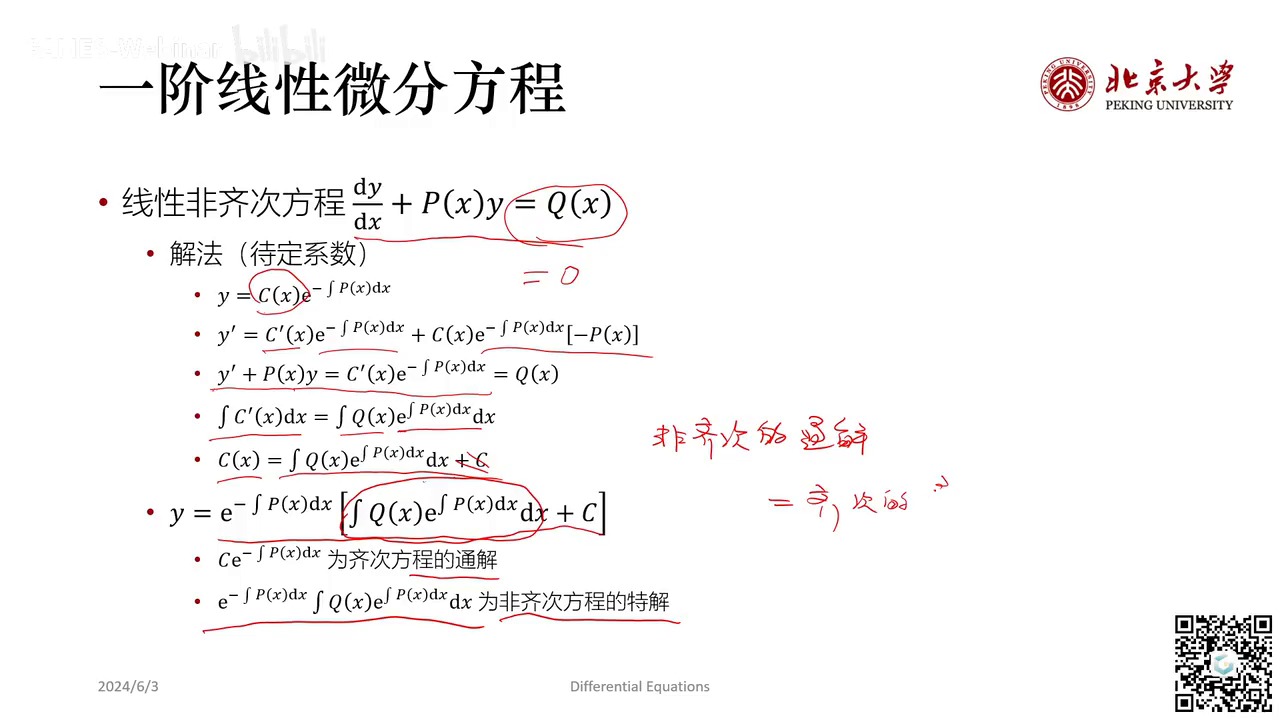 bilibili
一阶线性微分方程
北京大学
PEKING UNIVERSITY
• 线性非齐次方程 dy/dx + P(x)y = Q(x)
= 0
• 解法（待定系数）
• y = C(x)e^{−∫P(x)dx}
• y′ = C′(x)e^{−∫P(x)dx} + C(x)e^{−∫P(x)dx}[−P(x)]
• y′ + P(x)y = C′(x)e^{−∫P(x)dx} = Q(x)
• ∫C′(x)dx = ∫Q(x)e^{∫P(x)dx}dx
• C(x) = ∫Q(x)e^{∫P(x)dx}dx + C
非齐次的通解
= 齐次的
• y = e^{−∫P(x)dx}[∫Q(x)e^{∫P(x)dx}dx + C]
• Ce^{−∫P(x)dx} 为齐次方程的通解
• e^{−∫P(x)dx}∫Q(x)e^{∫P(x)dx}dx 为非齐次方程的特解
2024/6/3
Differential Equations